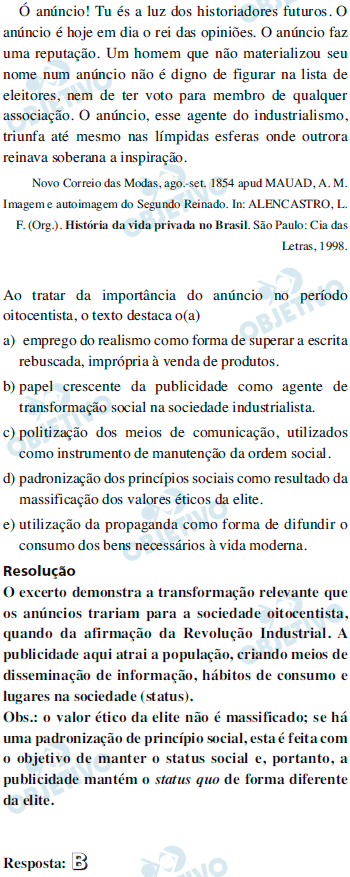 Ó anúncio! Tu és a luz dos historiadores futuros. O
anúncio é hoje em dia o rei das opiniões. O anúncio faz
uma reputação. Um homem que não materializou seu
nome num anúncio não é digno de figurar na lista de
eleitores, nem de ter voto para membro de qualquer
associação. O anúncio, esse agente do industrialismo,
triunfa até mesmo nas límpidas esferas onde outrora
reinava soberana a inspiração.
Novo Correio das Modas, ago.-set. 1854 apud MAUAD, A. M.
Imagem e autoimagem do Segundo Reinado. In: ALENCASTRO, L.
F. (Org.). História da vida privada no Brasil. São Paulo: Cia das
Letras, 1998.
Ao tratar da importância do anúncio no período
oitocentista, o texto destaca o(a)
a) emprego do realismo como forma de superar a escrita
rebuscada, imprópria à venda de produtos.
b) papel crescente da publicidade como agente de
transformação social na sociedade industrialista.
c) politização dos meios de comunicação, utilizados
como instrumento de manutenção da ordem social.
d) padronização dos princípios sociais como resultado da
massificação dos valores éticos da elite.
e) utilização da propaganda como forma de difundir o
consumo dos bens necessários à vida moderna.
Resolução
O excerto demonstra a transformação relevante que
os anúncios trariam para a sociedade oitocentista,
quando da afirmação da Revolução Industrial. A
publicidade aqui atrai a população, criando meios de
disseminação de informação, hábitos de consumo e
lugares na sociedade (status).
Obs.: o valor ético da elite não é massificado; se há
uma padronização de princípio social, esta é feita com
o objetivo de manter o status social e, portanto, a
publicidade mantém o status quo de forma diferente
da elite.
Resposta: B